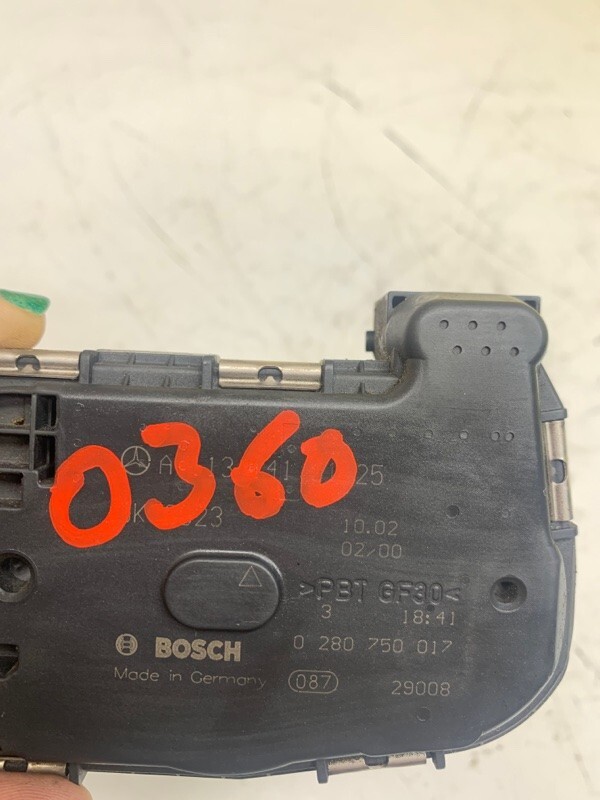 0360
10.02
02/00
>PBT GF30<
3 18:41
BOSCH 0 280 750 017
Made in Germany 087 29008